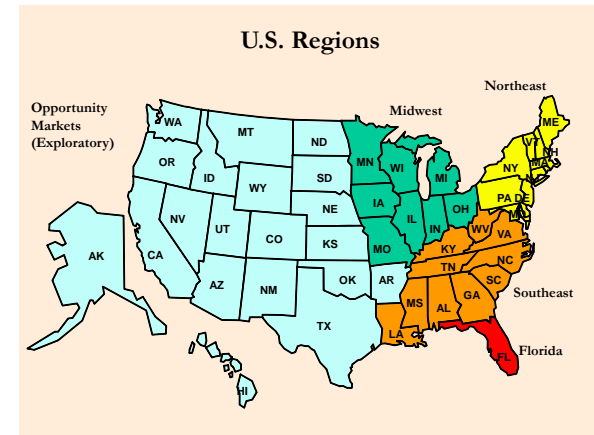 U.S. Regions
Northeast
Opportunity
Markets
(Exploratory)
Midwest
WA
MT
ND
ME
VT
NH
MA
OR
ID
MN
WI
MI
NY
SD
WY
PA DE
NV
NE
IA
OH
UT
IL
IN
WV
VA
CO
KS
MO
KY
CA
AK
NC
TN
AZ
NM
OK
AR
SC
MS
AL
GA
Southeast
TX
LA
FL
Florida
HI